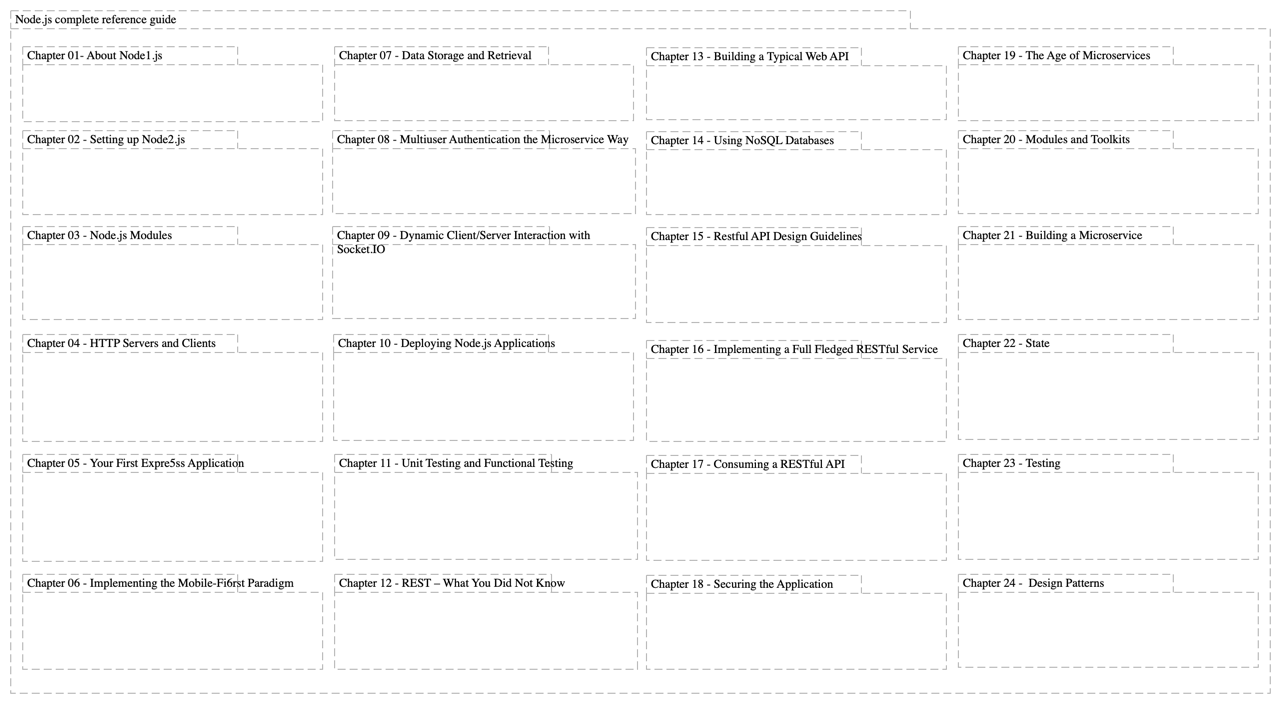 Node.js complete reference guide
Chapter 01- About Node1.js
Chapter 02 - Setting up Node2.js
Chapter 03 - Node.js Modules
Chapter 04 - HTTP Servers and Clients
Chapter 05 - Your First Expre5ss Application
Chapter 06 - Implementing the Mobile-Fi6rst Paradigm
Chapter 07 - Data Storage and Retrieval
Chapter 08 - Multiuser Authentication the Microservice Way
Chapter 09 - Dynamic Client/Server Interaction with
Socket.IO
Chapter 10 - Deploying Node.js Applications
Chapter 11 - Unit Testing and Functional Testing
Chapter 12 - REST – What You Did Not Know
Chapter 13 - Building a Typical Web API
Chapter 14 - Using NoSQL Databases
Chapter 15 - Restful API Design Guidelines
Chapter 16 - Implementing a Full Fledged RESTful Service
Chapter 17 - Consuming a RESTful API
Chapter 18 - Securing the Application
Chapter 19 - The Age of Microservices
Chapter 20 - Modules and Toolkits
Chapter 21 - Building a Microservice
Chapter 22 - State
Chapter 23 - Testing
Chapter 24 -  Design Patterns